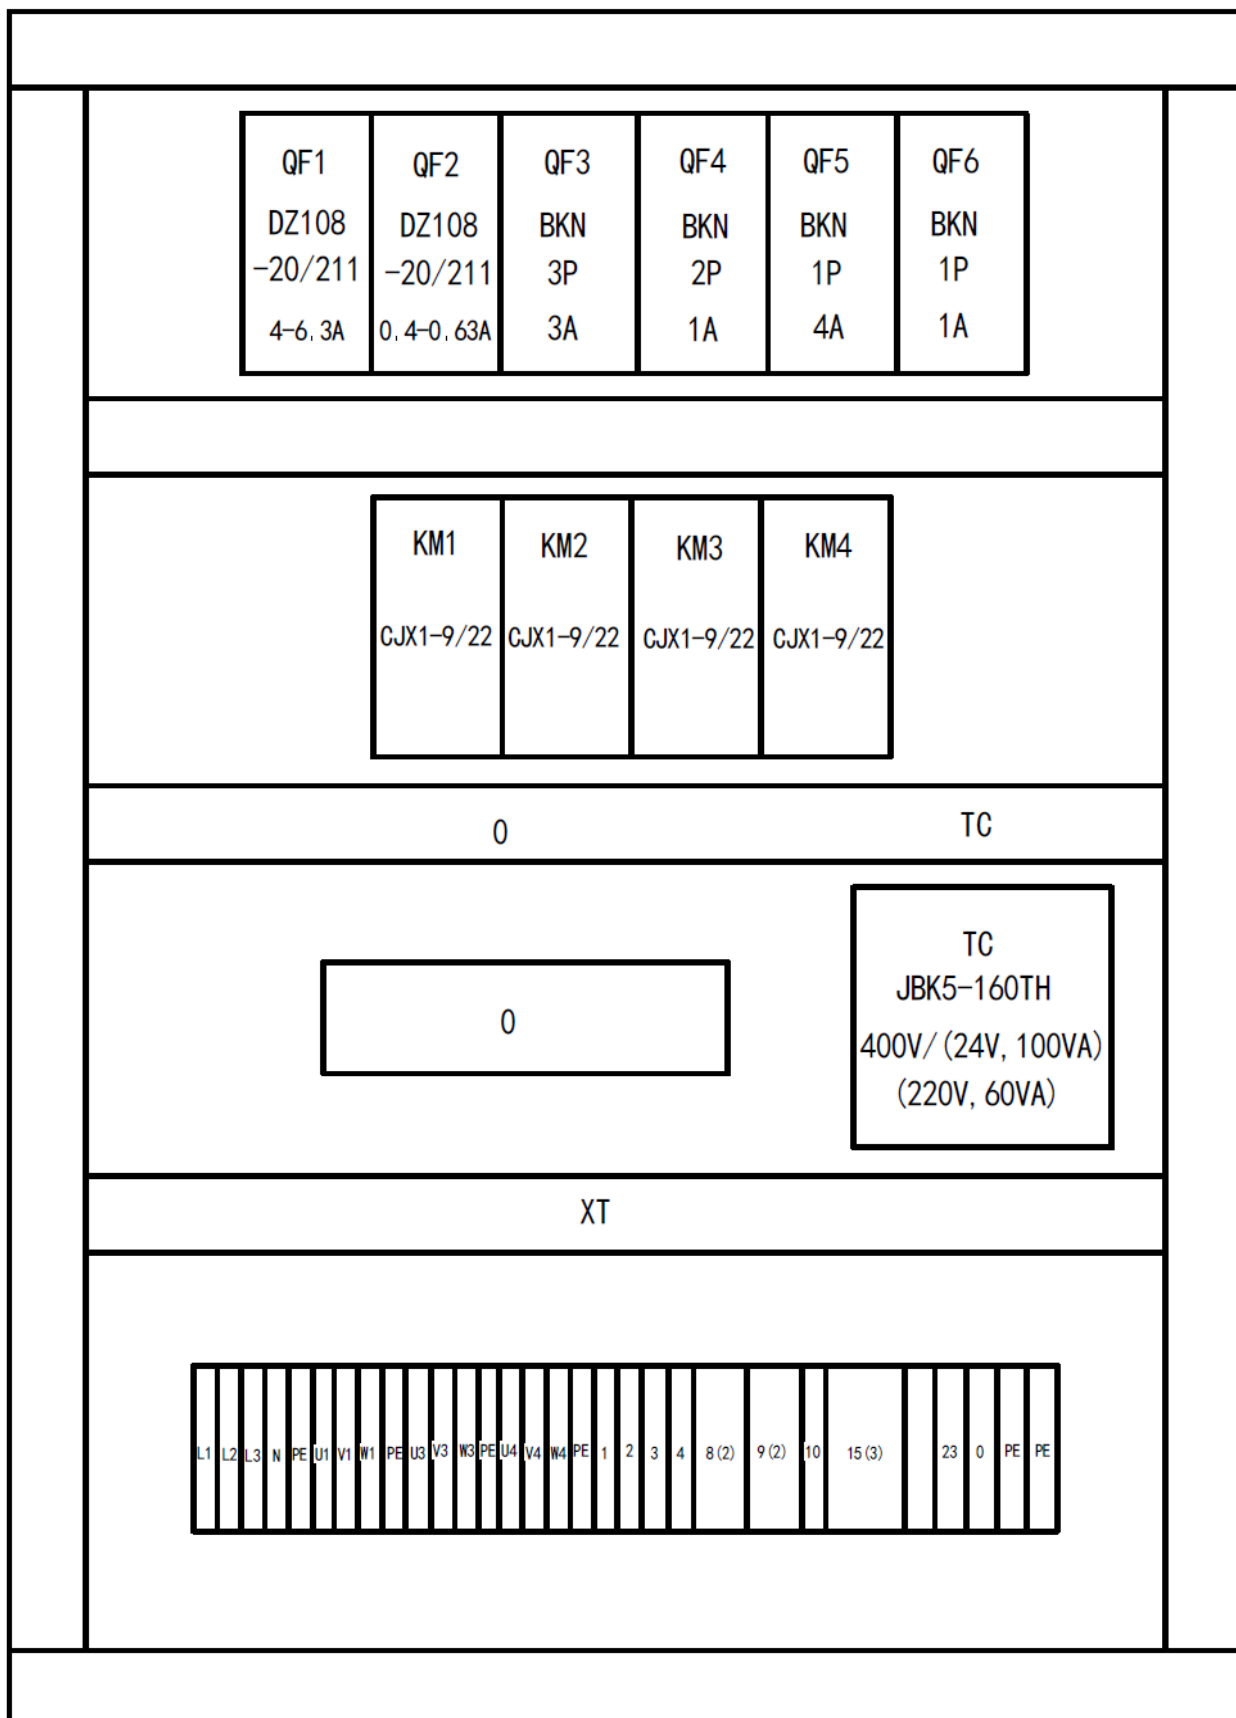 QF1
DZ108
-20/211
4-6.3A
QF2
DZ108
-20/211
0.4-0.63A
QF3
BKN
3P
3A
QF4
BKN
2P
1A
QF5
BKN
1P
4A
QF6
BKN
1P
1A
KM1
CJX1-9/22
KM2
CJX1-9/22
KM3
CJX1-9/22
KM4
CJX1-9/22
0
TC
0
TC
JBK5-160TH
400V/(24V,100VA)
(220V,60VA)
XT
L1 L2 L3 N PE U1 V1 W1 PE U3 V3 W3 PE U4 V4 W4 PE 1 2 3 4 8(2) 9(2) 10 15(3) 23 0 PE PE